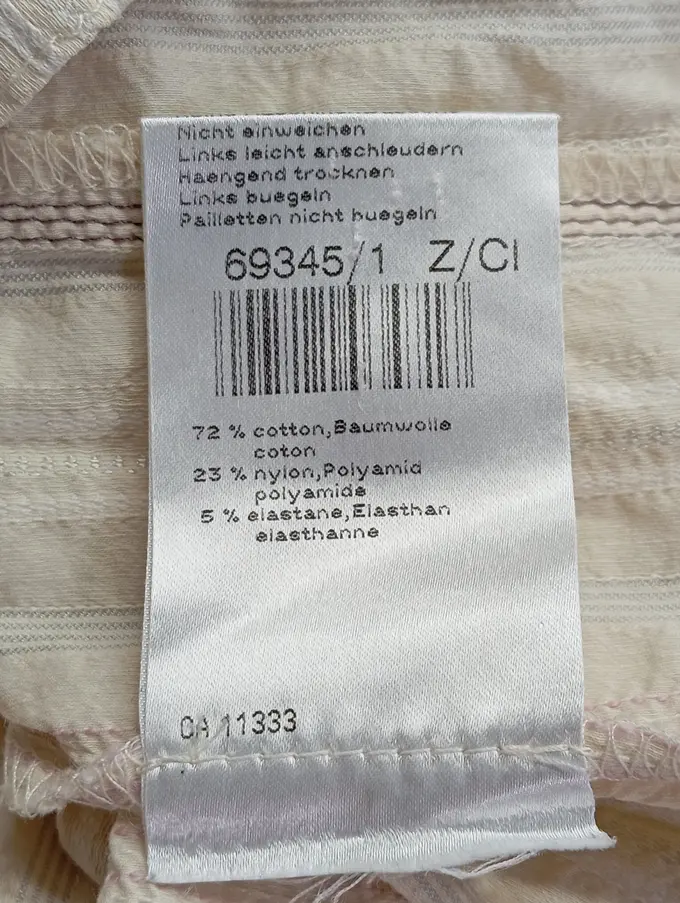 Nicht einweichen
Links leicht anschleudern
Haengend trocknen
Links buegeln
Pailletten nicht buegeln
69345/1 Z/CI
72 % cotton,Baumwolle
coton
23 % nylon,Polyamid
polyamide
5 % elastane,Elasthan
elasthanne
CA 11333